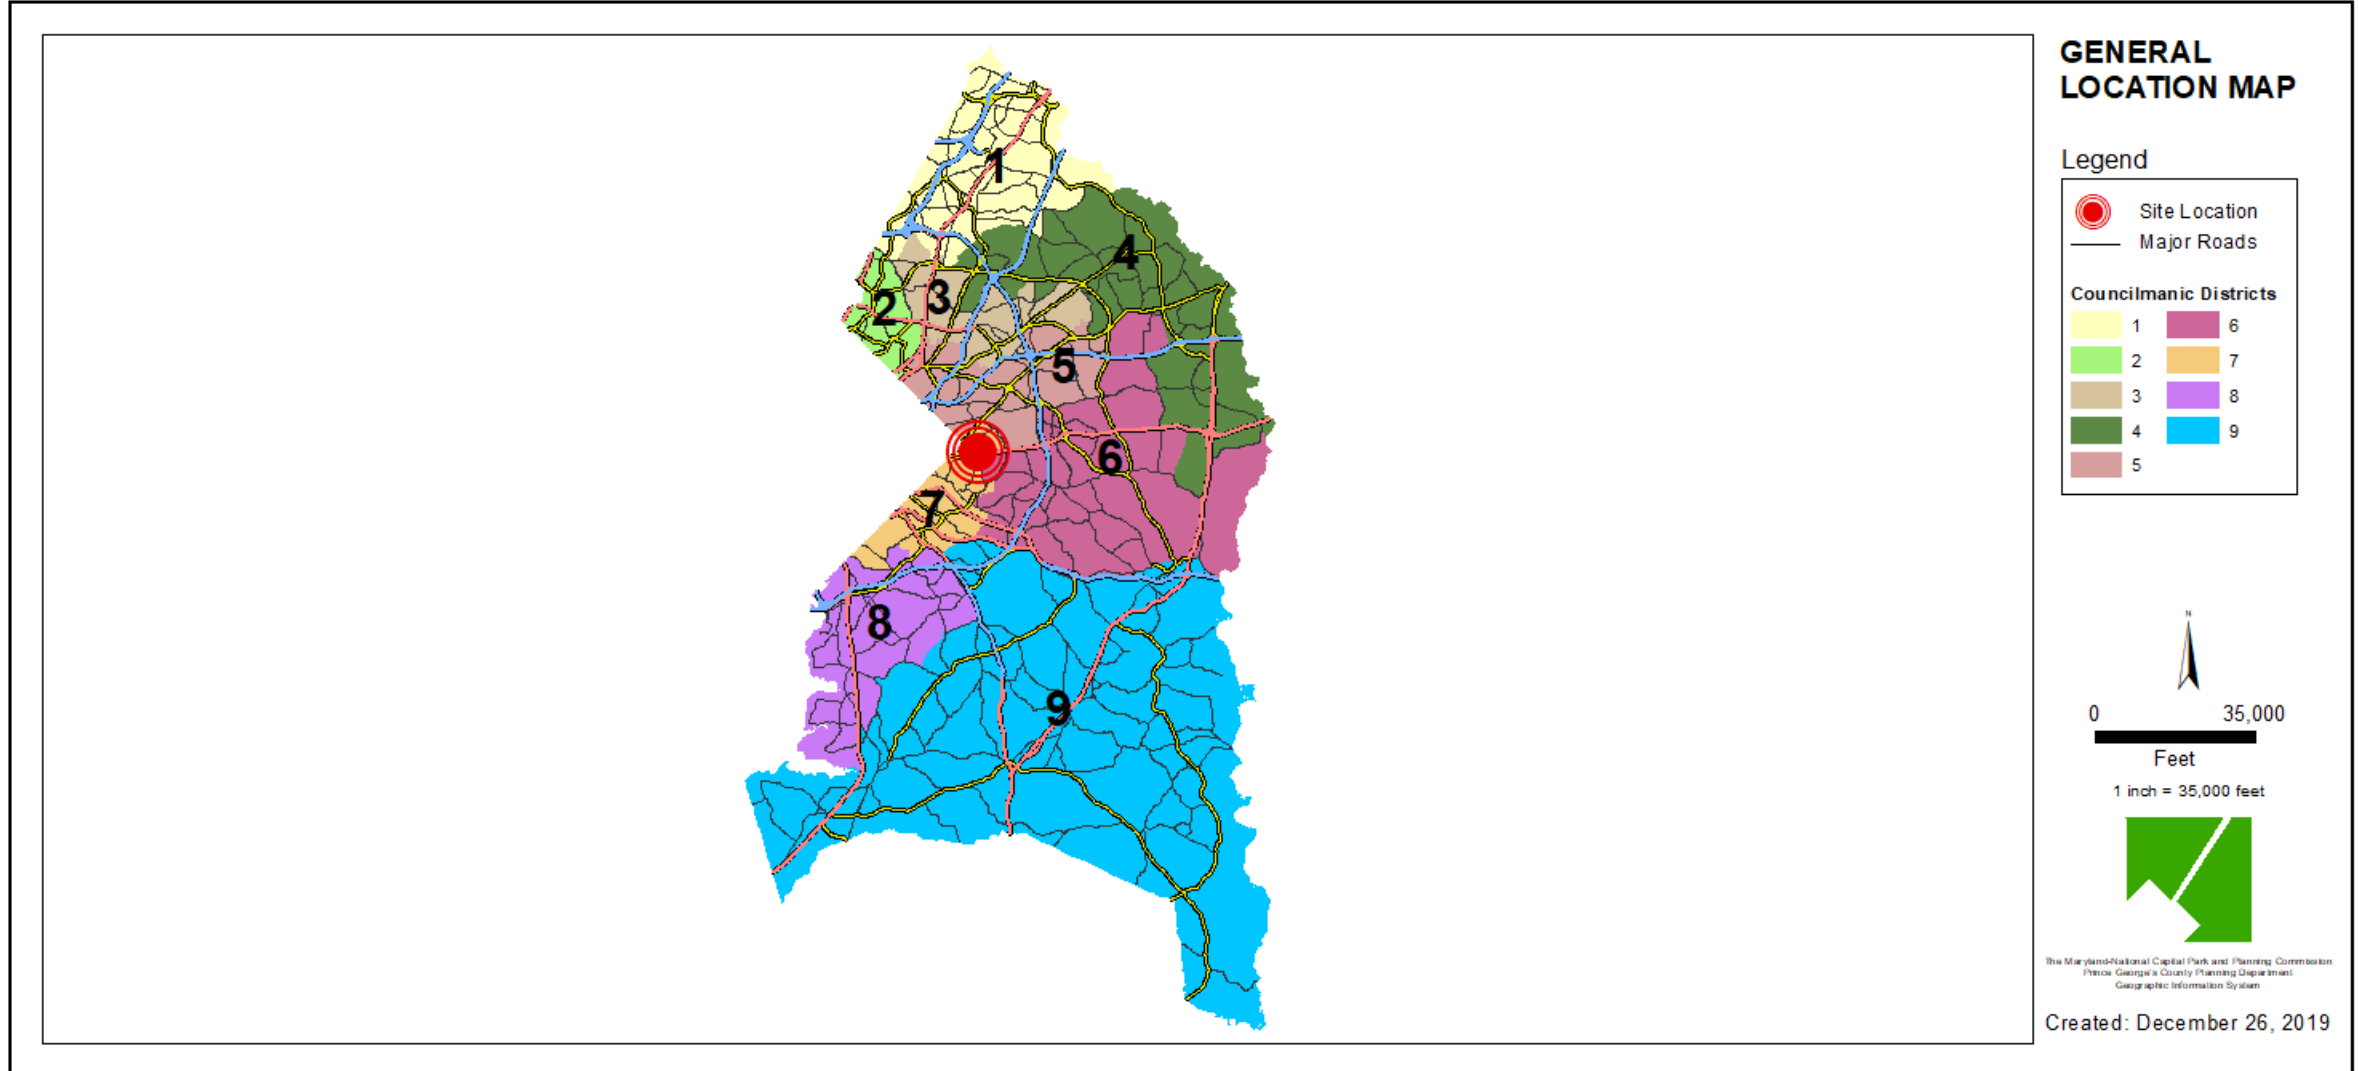 GENERAL
LOCATION MAP
Legend
Site Location
Major Roads
Councilmanic Districts
1 6
2 7
3 8
4 9
5
1
4
2
3
5
6
7
8
9
N
0 35,000
Feet
1 inch = 35,000 feet
The Maryland-National Capital Park and Planning Commission
Prince George's County Planning Department
Geographic Information System
Created: December 26, 2019